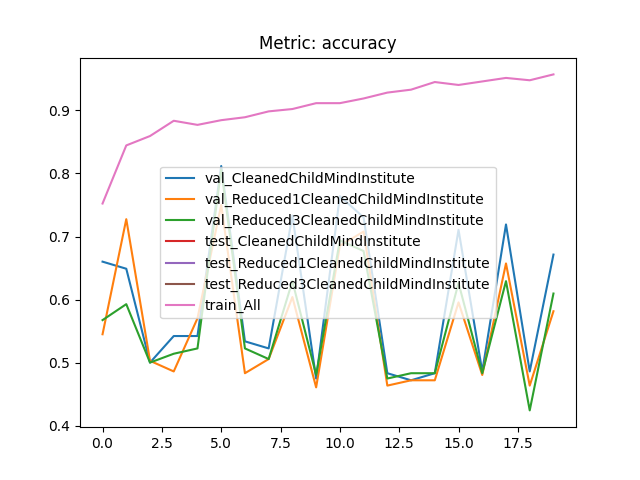 Metric: accuracy
0.9
0.8
0.7
0.6
0.5
0.4
val_CleanedChildMindInstitute
val_Reduced1CleanedChildMindInstitute
val_Reduced3CleanedChildMindInstitute
test_CleanedChildMindInstitute
test_Reduced1CleanedChildMindInstitute
test_Reduced3CleanedChildMindInstitute
train_All
0.0 2.5 5.0 7.5 10.0 12.5 15.0 17.5